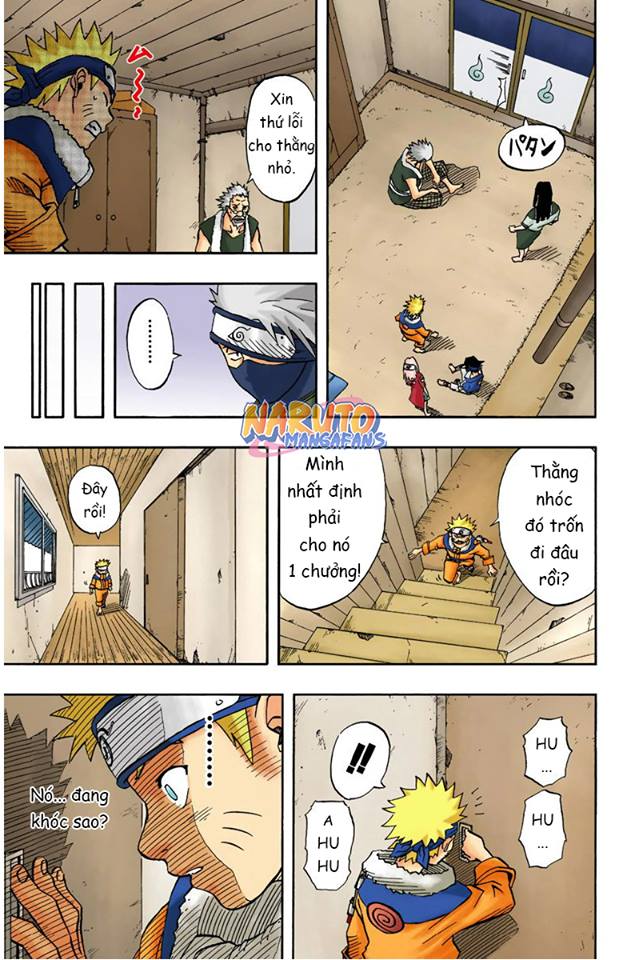 パタン
Xin
thứ lỗi
cho thằng
nhỏ.
ム～～
.......
NARUTO
MANGAFANS
Thằng
nhóc
đó trốn
đi đâu
rồi?
Mình
nhất định
phải
cho nó
1 chưởng!
Đây
rồi!
HU
...
HU
...
!!
A
HU
HU
.......
Nó... đang
khóc sao?